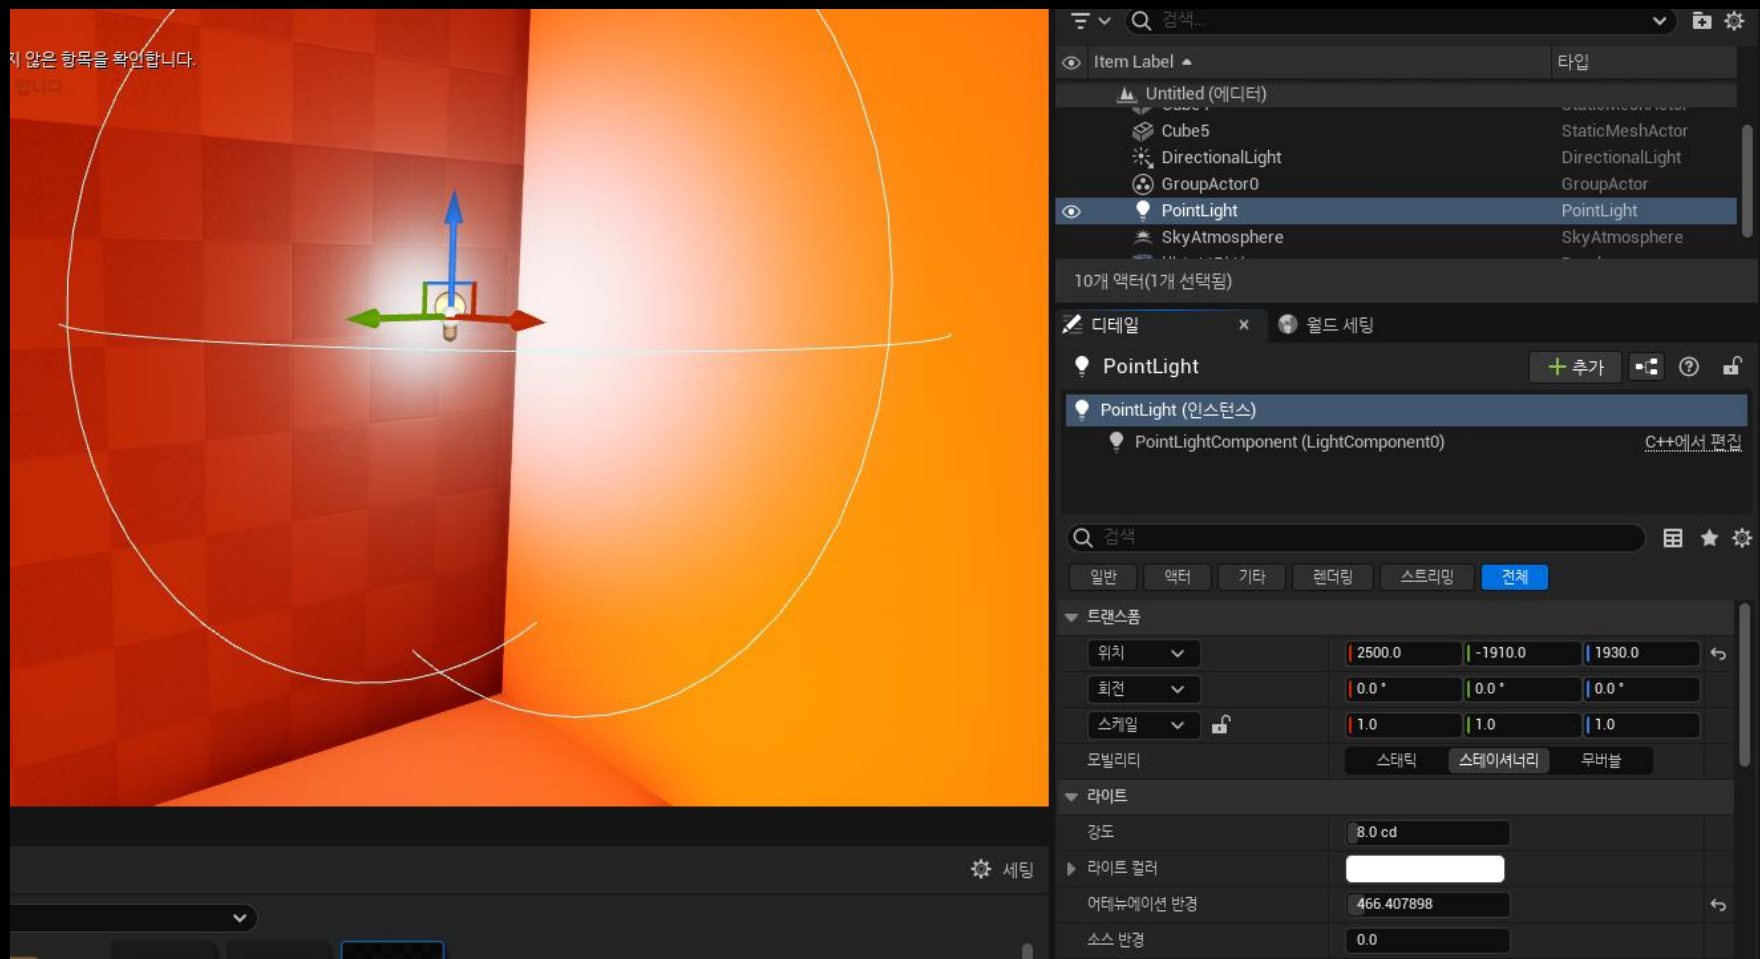 지 않은 항목을 확인합니다.
입니다
검색...
Item Label 타입
Untitled (에디터)
Cube5 StaticMeshActor
DirectionalLight DirectionalLight
GroupActor0 GroupActor
PointLight PointLight
SkyAtmosphere SkyAtmosphere
10개 액터(1개 선택됨)
디테일 × 월드 세팅
PointLight + 추가
PointLight (인스턴스)
PointLightComponent (LightComponent0) C++에서 편집
검색
일반 액터 기타 렌더링 스트리밍 전체
트랜스폼
위치 2500.0 -1910.0 1930.0
회전 0.0 ° 0.0 ° 0.0 °
스케일 1.0 1.0 1.0
모빌리티 스태틱 스테이셔너리 무버블
라이트
강도 8.0 cd
라이트 컬러
어테뉴에이션 반경 466.407898
소스 반경 0.0
세팅